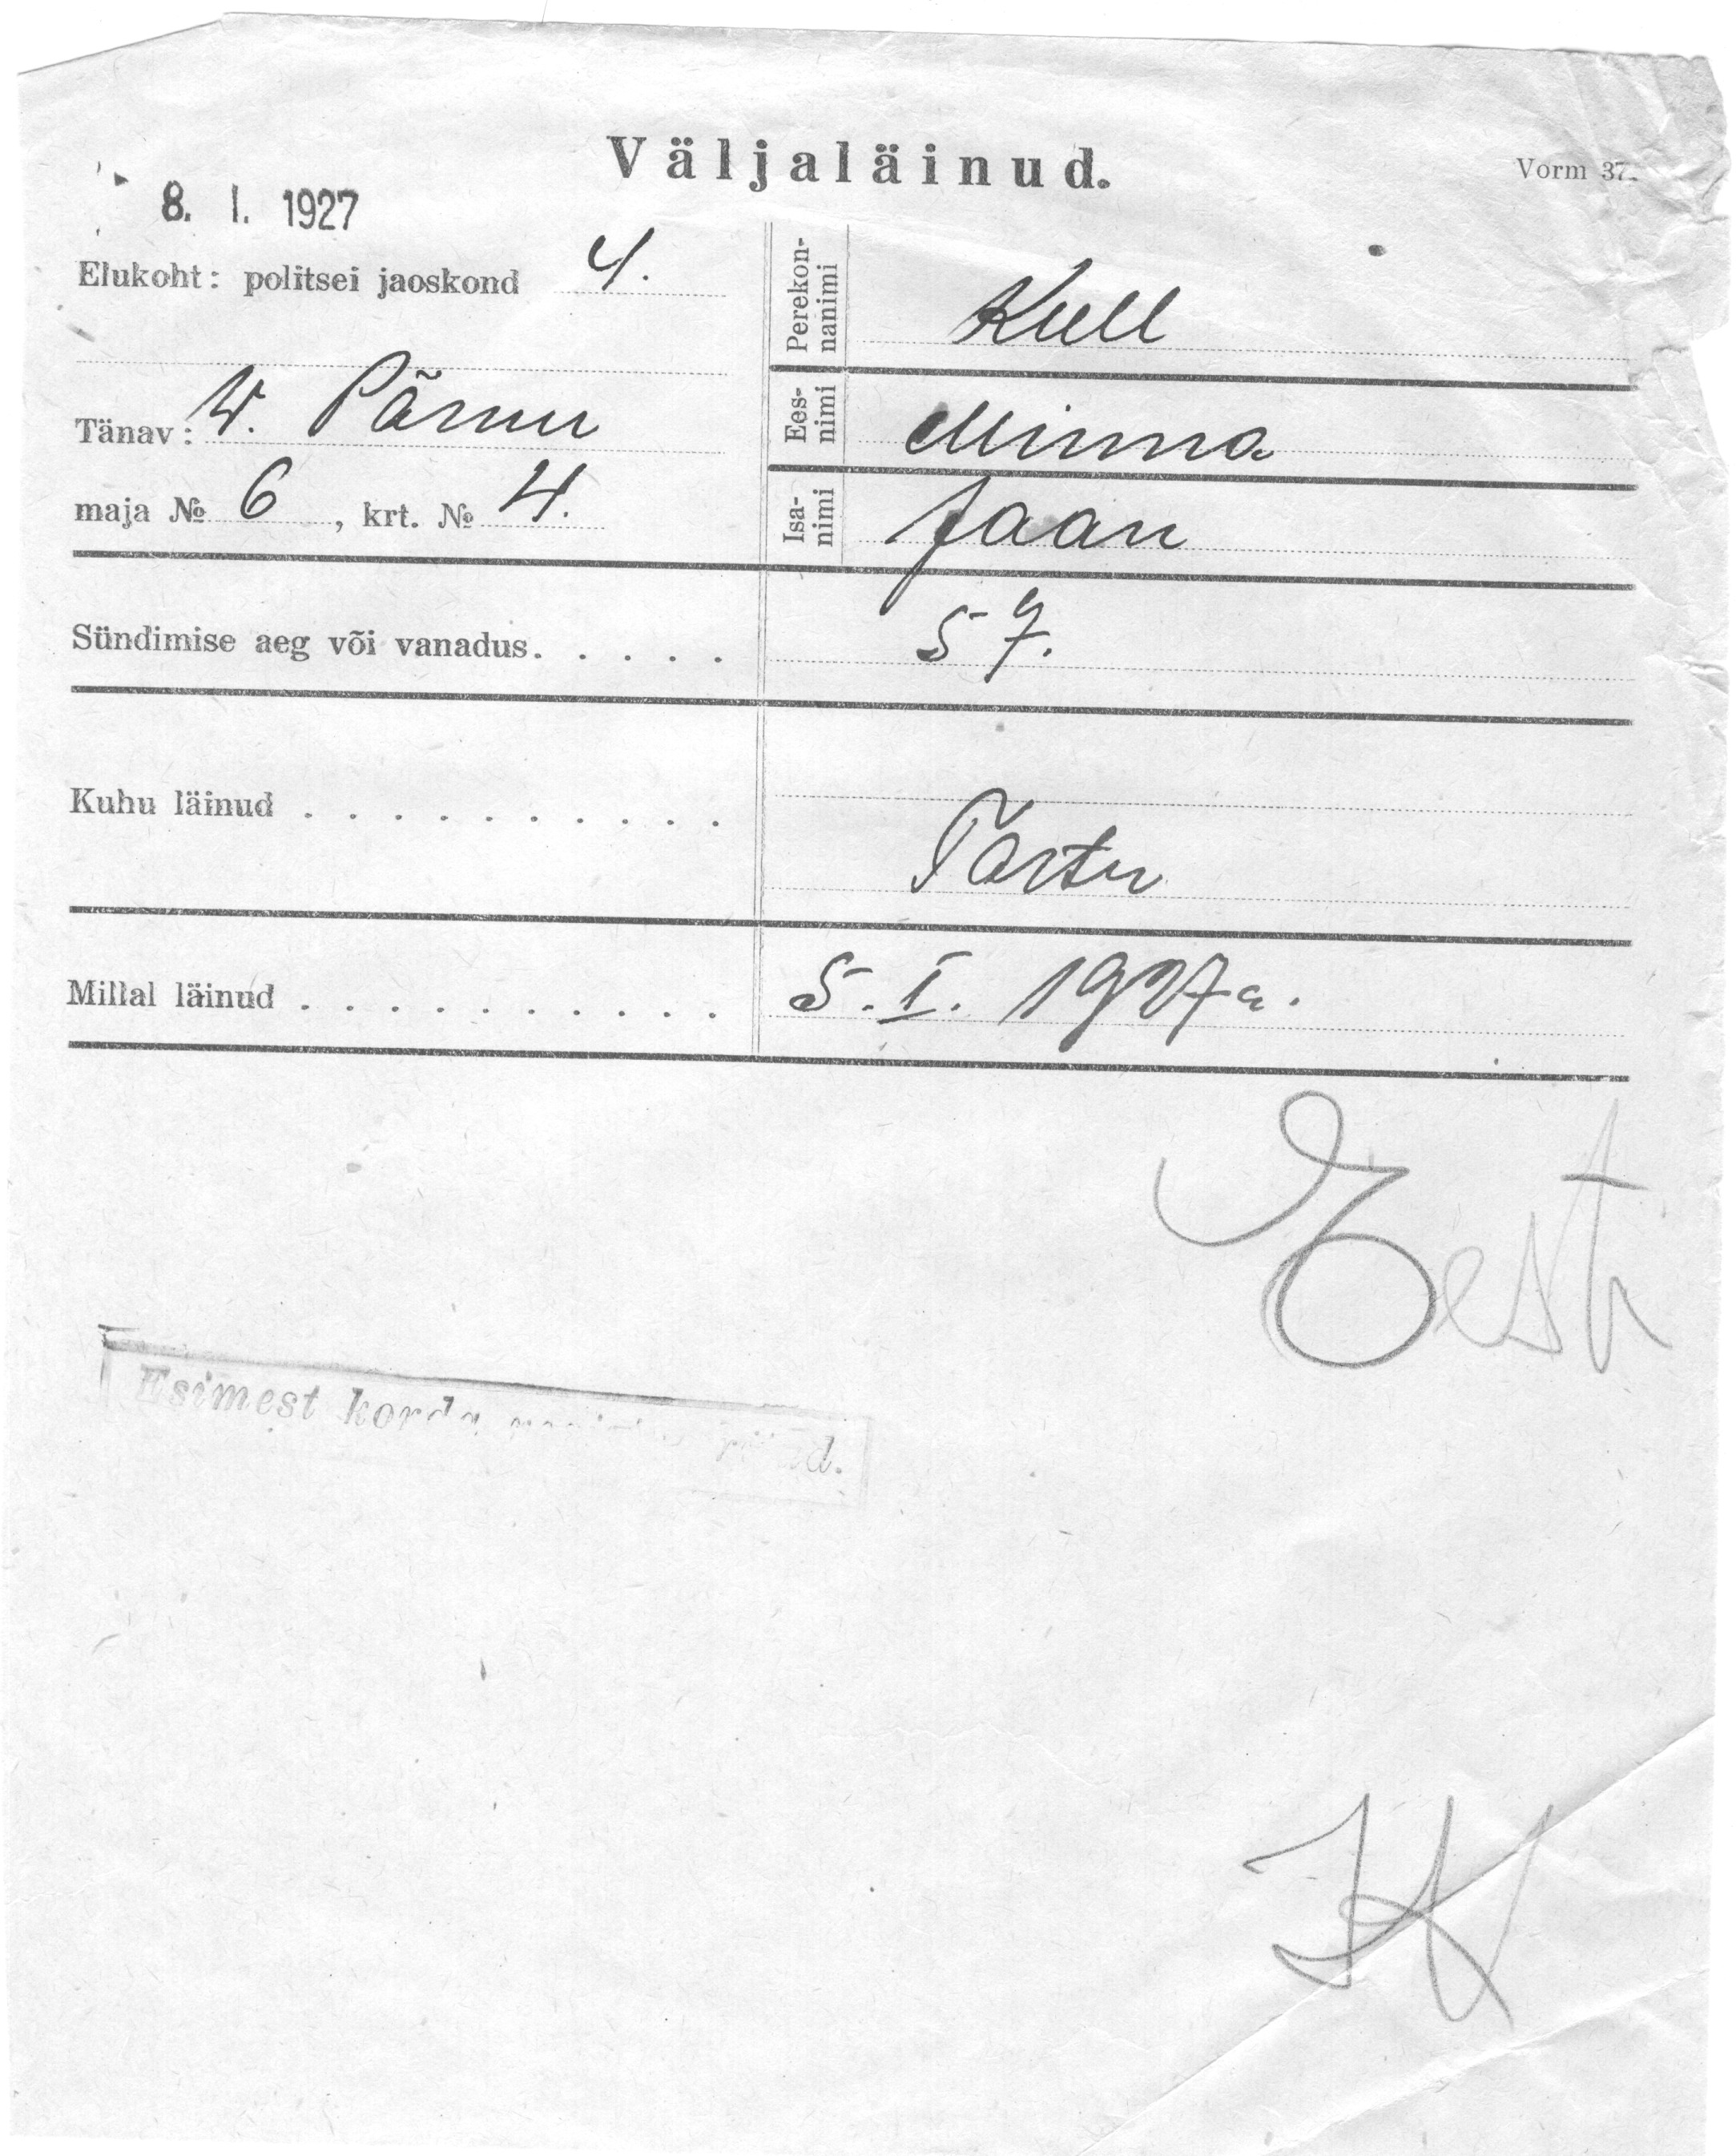 Väljaläinud.
Vorm 37.
8. I. 1927
Elukoht: politsei jaoskond 4.
Tänav: W. Pärnu
maja № 6, krt. № 4.
Perekon-
nanimi
Kull
Ees-
nimi
Minna
Isa-
nimi
Jaan
Sündimise aeg või vanadus. . . . . 57.
Kuhu läinud . . . . . . . . . . Tartu
Millal läinud . . . . . . . . . . 5. I. 1927 a.
Eesti
Esimest korda